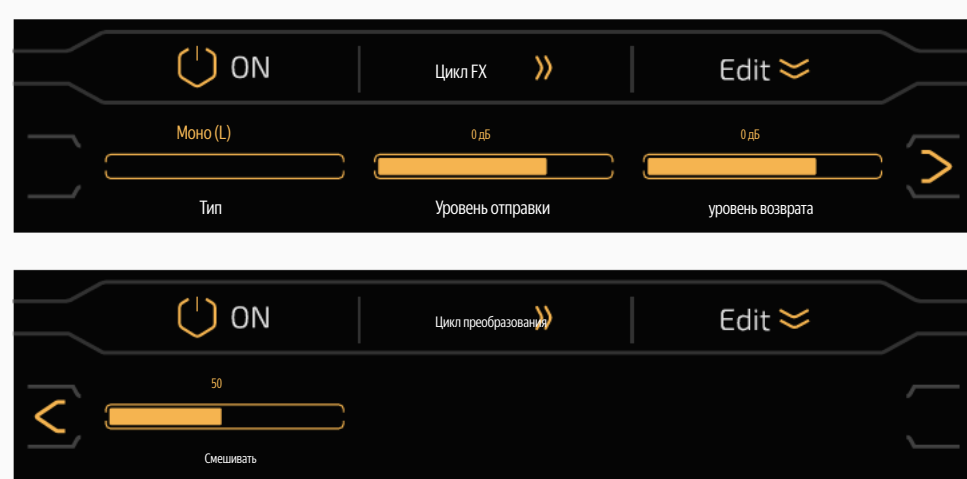 ON
Цикл FX
Edit
Моно (L)
0 дБ
0 дБ
Тип
Уровень отправки
уровень возврата
ON
Цикл преобразования
Edit
50
Смешивать